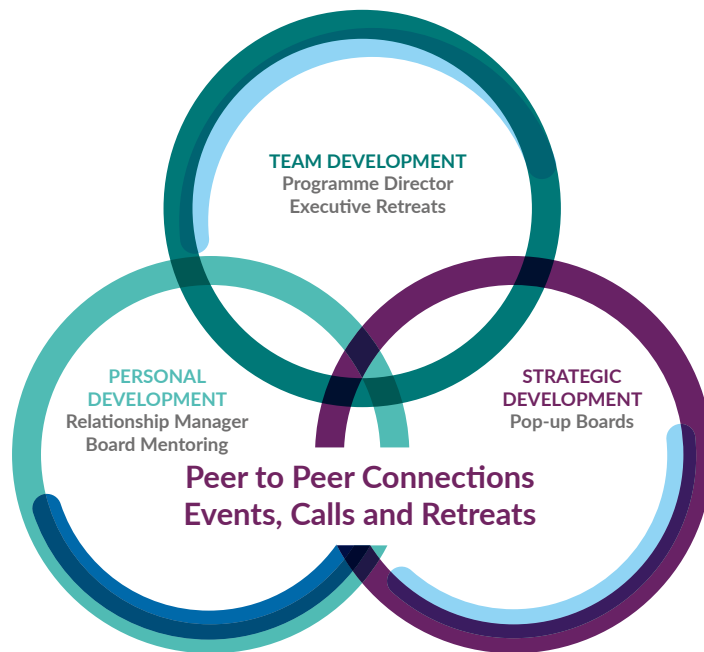 TEAM DEVELOPMENT
Programme Director
Executive Retreats
PERSONAL
DEVELOPMENT
Relationship Manager
Board Mentoring
STRATEGIC
DEVELOPMENT
Pop-up Boards
Peer to Peer Connections
Events, Calls and Retreats